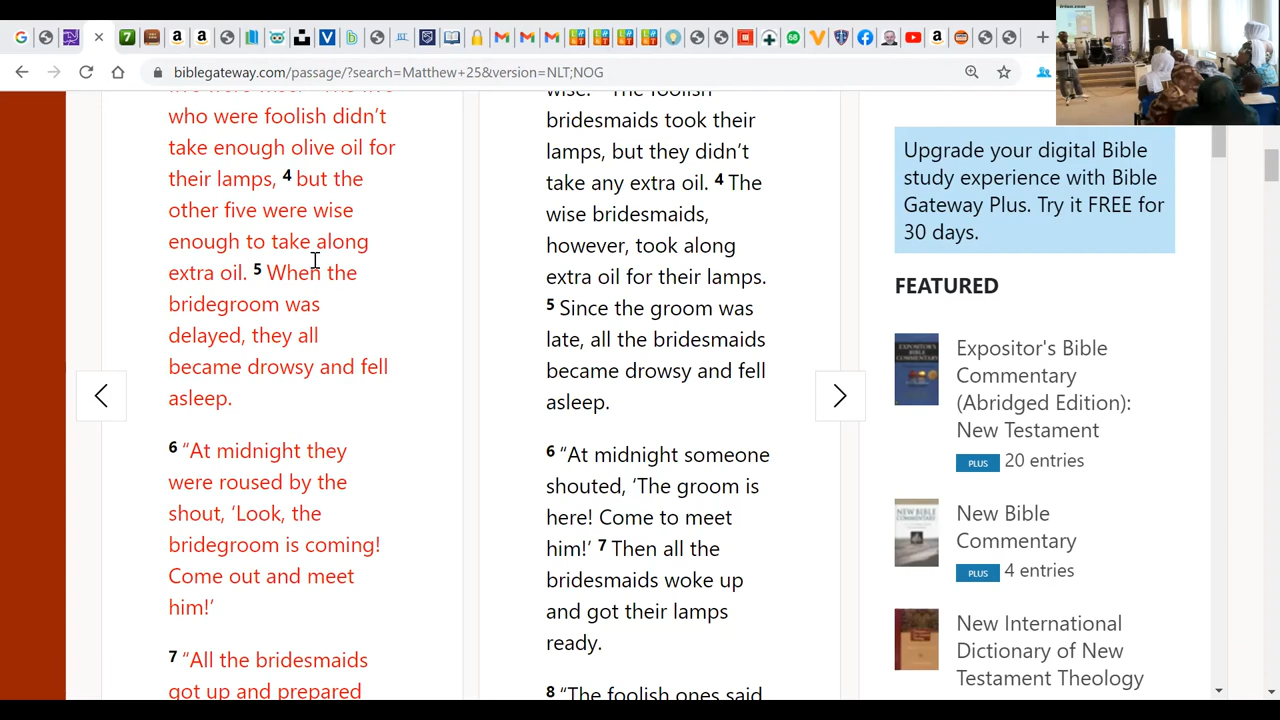 biblegateway.com/passage/?search=Matthew+25&version=NLT;NOG
who were foolish didn't
take enough olive oil for
their lamps, 4 but the
other five were wise
enough to take along
extra oil. 5 When the
bridegroom was
delayed, they all
became drowsy and fell
asleep.
6 “At midnight they
were roused by the
shout, ‘Look, the
bridegroom is coming!
Come out and meet
him!’
7 “All the bridesmaids
got up and prepared
wise. The foolish
bridesmaids took their
lamps, but they didn’t
take any extra oil. 4 The
wise bridesmaids,
however, took along
extra oil for their lamps.
5 Since the groom was
late, all the bridesmaids
became drowsy and fell
asleep.
6 “At midnight someone
shouted, ‘The groom is
here! Come to meet
him!’ 7 Then all the
bridesmaids woke up
and got their lamps
ready.
8 “The foolish ones said
Upgrade your digital Bible
study experience with Bible
Gateway Plus. Try it FREE for
30 days.
FEATURED
Expositor's Bible
Commentary
(Abridged Edition):
New Testament
PLUS 20 entries
New Bible
Commentary
PLUS 4 entries
New International
Dictionary of New
Testament Theology